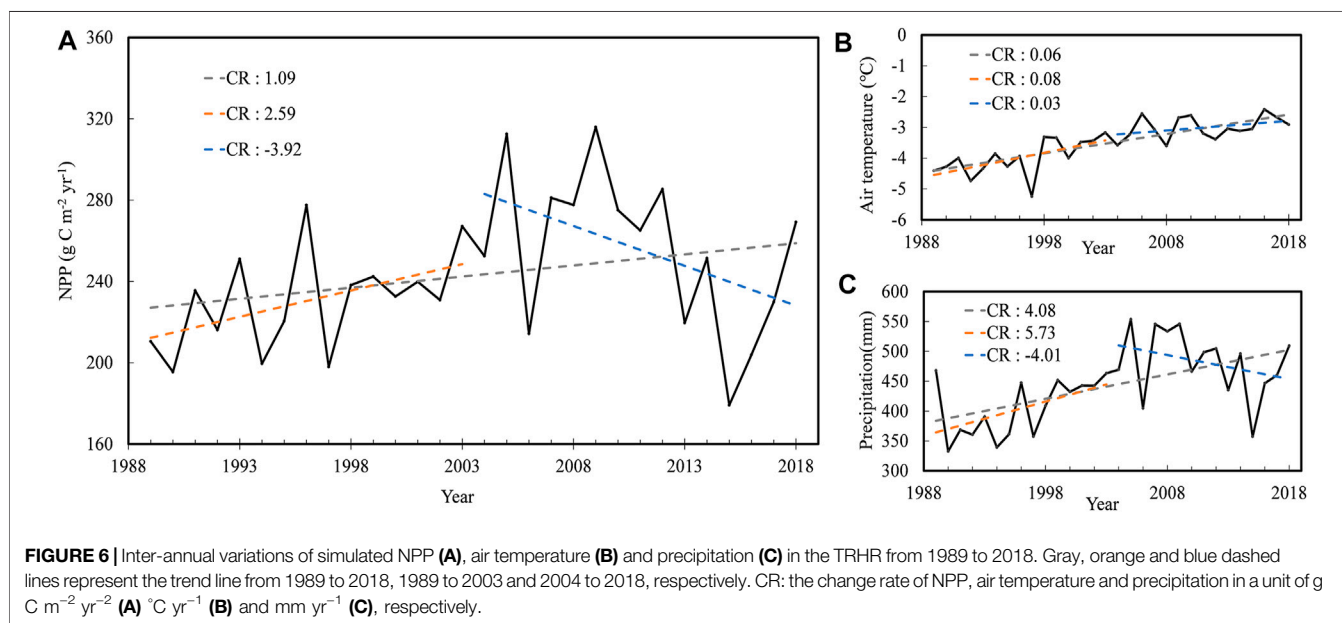 A
360
320
280
240
200
160
NPP (g C m⁻² yr⁻¹)
CR : 1.09
CR : 2.59
CR : -3.92
1988 1993 1998 2003 2008 2013 2018
Year
B
0
-1
-2
-3
-4
-5
-6
Air temperature (°C)
CR : 0.06
CR : 0.08
CR : 0.03
1988 1998 2008 2018
Year
C
600
550
500
450
400
350
300
Precipitation(mm)
CR : 4.08
CR : 5.73
CR : -4.01
1988 1998 2008 2018
Year
FIGURE 6 | Inter-annual variations of simulated NPP (A), air temperature (B) and precipitation (C) in the TRHR from 1989 to 2018. Gray, orange and blue dashed
lines represent the trend line from 1989 to 2018, 1989 to 2003 and 2004 to 2018, respectively. CR: the change rate of NPP, air temperature and precipitation in a unit of g
C m⁻² yr⁻² (A) °C yr⁻¹ (B) and mm yr⁻¹ (C), respectively.